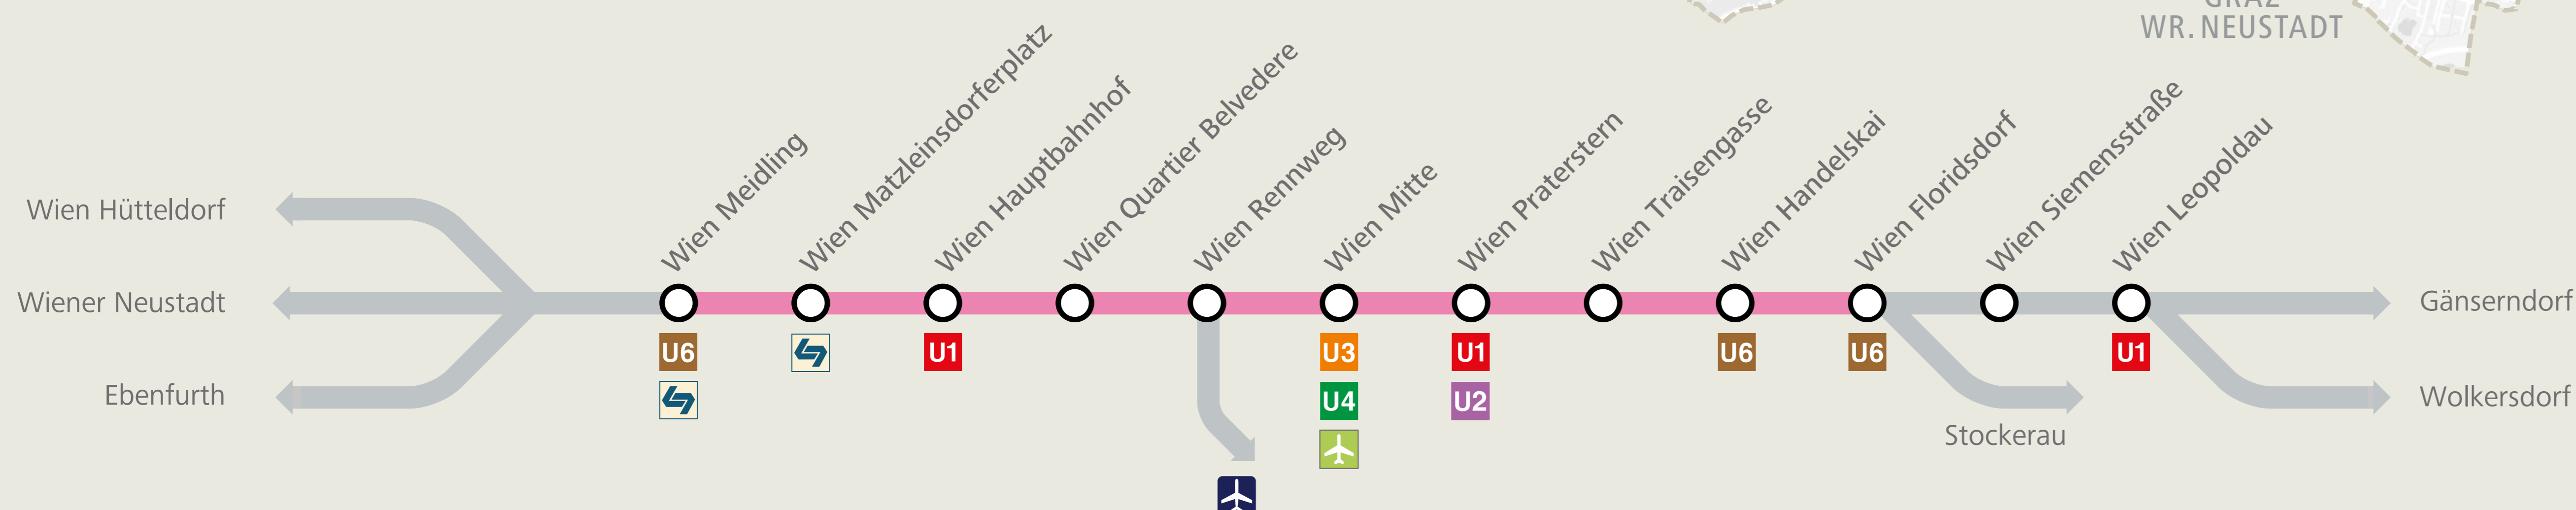 GRAZ
WR. NEUSTADT
Wien Hütteldorf
Wiener Neustadt
Ebenfurth
Wien Meidling
Wien Matzleinsdorferplatz
Wien Hauptbahnhof
Wien Quartier Belvedere
Wien Rennweg
Wien Mitte
Wien Praterstern
Wien Traisengasse
Wien Handelskai
Wien Floridsdorf
Wien Siemensstraße
Wien Leopoldau
Gänserndorf
Wolkersdorf
Stockerau
U6
U1
U3
U4
U1
U2
U6
U6
U1